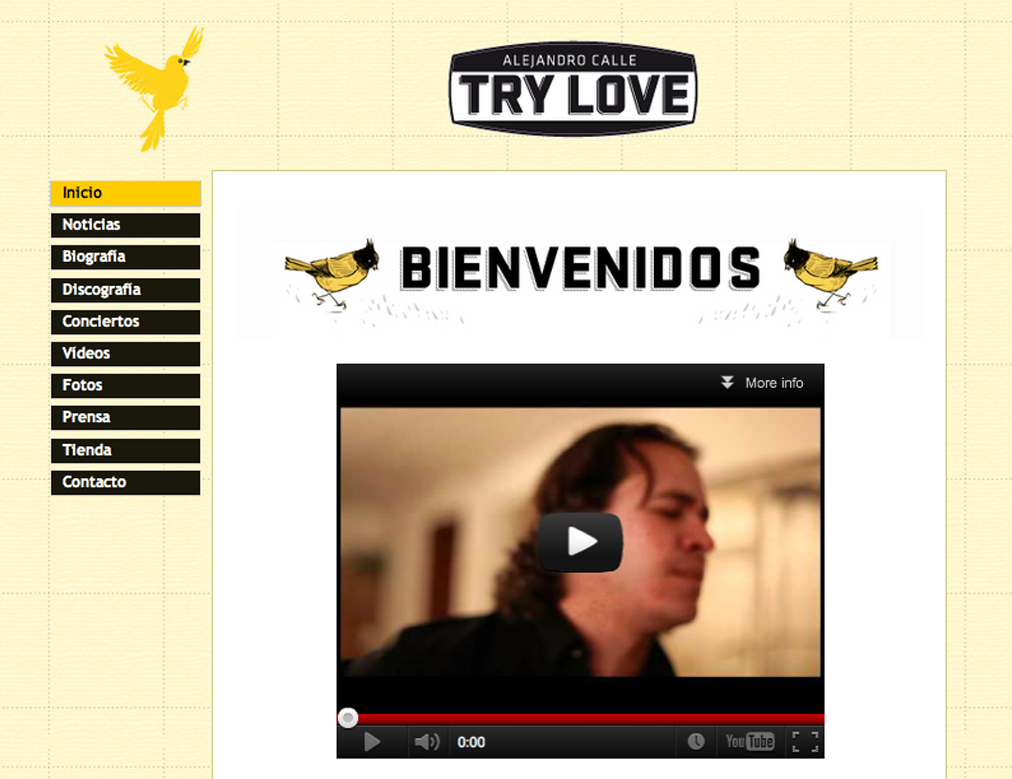 ALEJANDRO CALLE
TRY LOVE
Inicio
Noticias
Biografía
Discografía
Conciertos
Vídeos
Fotos
Prensa
Tienda
Contacto
BIENVENIDOS
More info
0:00
YouTube